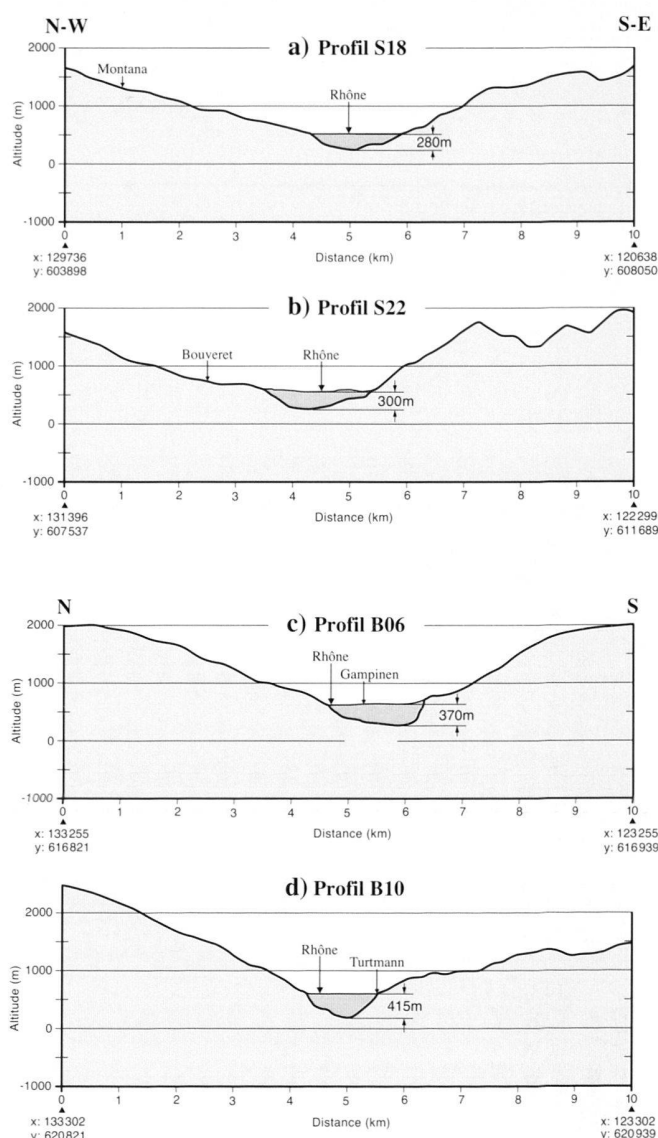 N-W S-E
a) Profil S18
2000
Montana
Rhône
1000
280m
0
-1000
Altitude (m)
0 1 2 3 4 5 6 7 8 9 10
x: 129736 Distance (km) x: 120638
y: 603898 y: 608050
b) Profil S22
2000
Bouveret Rhône
1000
300m
0
-1000
Altitude (m)
0 1 2 3 4 5 6 7 8 9 10
x: 131396 Distance (km) x: 122299
y: 607537 y: 611689
N S
c) Profil B06
2000
Rhône
Gampinen
1000
370m
0
-1000
Altitude (m)
0 1 2 3 4 5 6 7 8 9 10
x: 133255 Distance (km) x: 123255
y: 616821 y: 616939
d) Profil B10
2000
Rhône
Turtmann
1000
415m
0
-1000
Altitude (m)
0 1 2 3 4 5 6 7 8 9 10
x: 133302 Distance (km) x: 123302
y: 620821 y: 620939